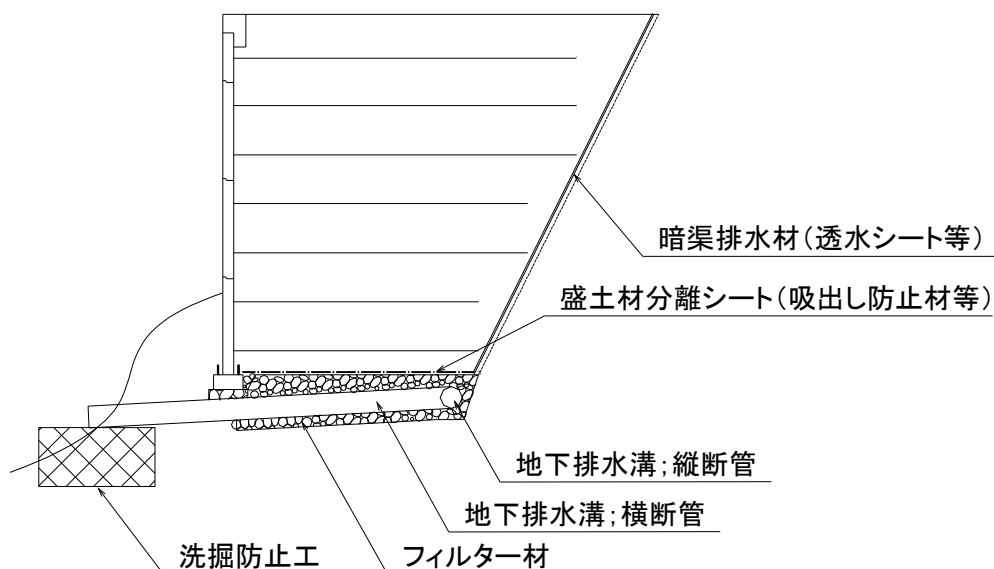 暗渠排水材（透水シート等）
盛土材分離シート（吸出し防止材等）
地下排水溝；縦断管
地下排水溝；横断管
洗掘防止工
フィルター材